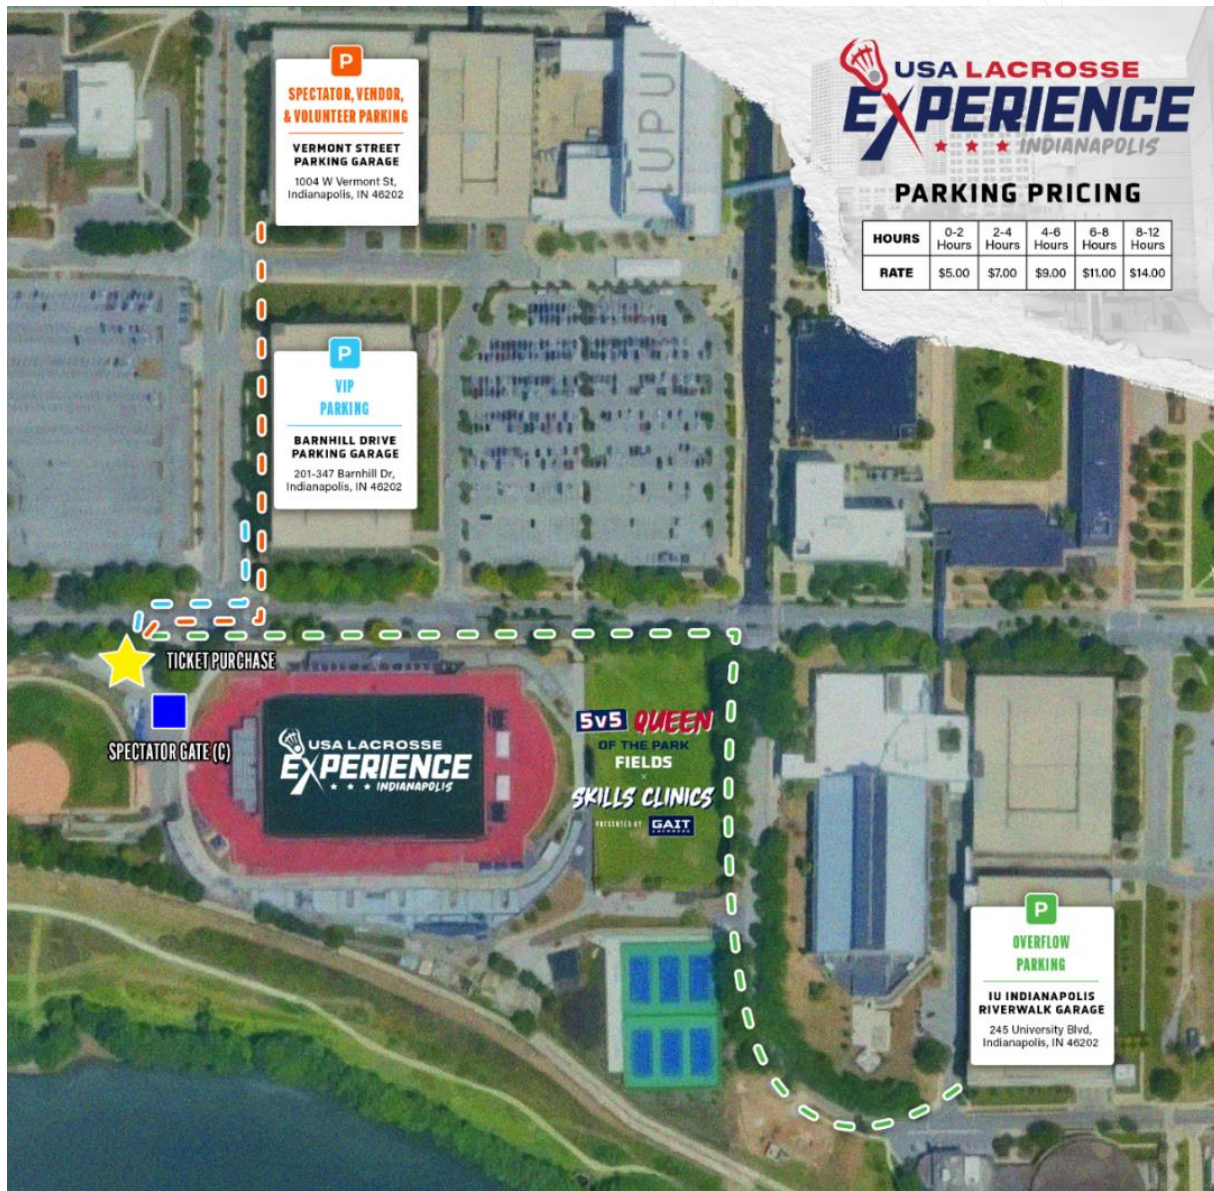 USA LACROSSE
EXPERIENCE
INDIANAPOLIS
PARKING PRICING
HOURS 0-2 Hours 2-4 Hours 4-6 Hours 6-8 Hours 8-12 Hours
RATE $5.00 $7.00 $9.00 $11.00 $14.00
P
SPECTATOR, VENDOR,
& VOLUNTEER PARKING
VERMONT STREET
PARKING GARAGE
1004 W Vermont St,
Indianapolis, IN 46202
IUPUI
P
VIP
PARKING
BARNHILL DRIVE
PARKING GARAGE
201-347 Barnhill Dr,
Indianapolis, IN 46202
TICKET PURCHASE
SPECTATOR GATE (C)
USA LACROSSE
EXPERIENCE
INDIANAPOLIS
5v5 QUEEN
OF THE PARK
FIELDS
×
SKILLS CLINICS
PRESENTED BY GAIT
LACROSSE
P
OVERFLOW
PARKING
IU INDIANAPOLIS
RIVERWALK GARAGE
245 University Blvd,
Indianapolis, IN 46202